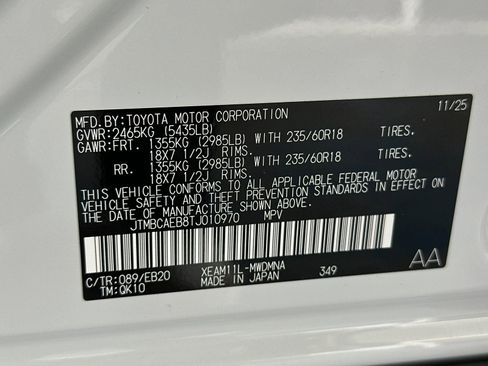 MFD.BY:TOYOTA MOTOR CORPORATION 11/25
GVWR:2465KG (5435LB)
GAWR:FRT. 1355KG (2985LB) WITH 235/60R18 TIRES,
18X7 1/2J RIMS.
RR. 1355KG (2985LB) WITH 235/60R18 TIRES,
18X7 1/2J RIMS.
THIS VEHICLE CONFORMS TO ALL APPLICABLE FEDERAL MOTOR
VEHICLE SAFETY AND THEFT PREVENTION STANDARDS IN EFFECT
ON THE DATE OF MANUFACTURE SHOWN ABOVE.
JTMBCAEB8TJ010970 MPV
C/TR:089/EB20 XEAM11L-MWDMNA 349 AA
TM:QK10 MADE IN JAPAN